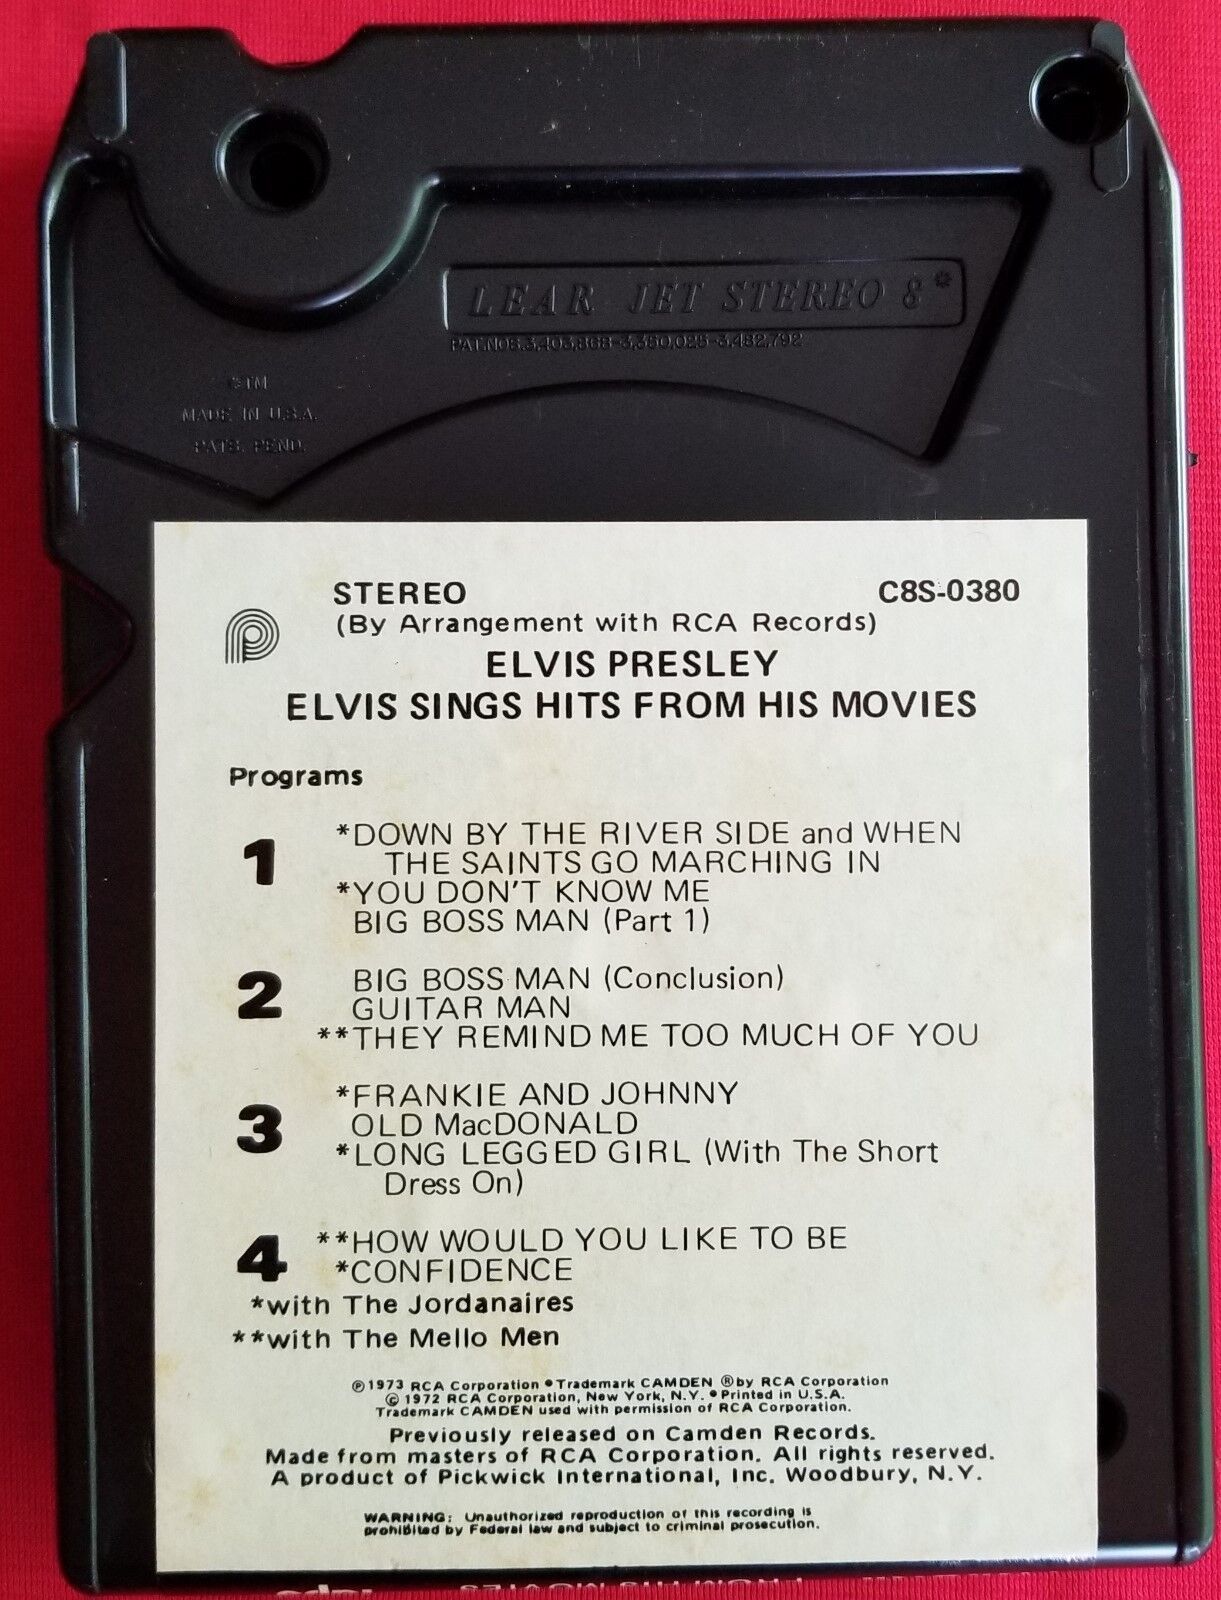 LEAR JET STEREO 8*
PAT. NOS. 3,403,868-3,350,025-3,482,792
©TM
MADE IN U.S.A.
PATS. PEND.
STEREO C8S-0380
(By Arrangement with RCA Records)
ELVIS PRESLEY
ELVIS SINGS HITS FROM HIS MOVIES
Programs
1 *DOWN BY THE RIVER SIDE and WHEN
THE SAINTS GO MARCHING IN
*YOU DON'T KNOW ME
BIG BOSS MAN (Part 1)
2 BIG BOSS MAN (Conclusion)
GUITAR MAN
**THEY REMIND ME TOO MUCH OF YOU
3 *FRANKIE AND JOHNNY
OLD MacDONALD
*LONG LEGGED GIRL (With The Short
Dress On)
4 **HOW WOULD YOU LIKE TO BE
*CONFIDENCE
*with The Jordanaires
**with The Mello Men
℗1973 RCA Corporation • Trademark CAMDEN ® by RCA Corporation
© 1972 RCA Corporation, New York, N.Y. • Printed in U.S.A.
Trademark CAMDEN used with permission of RCA Corporation.
Previously released on Camden Records.
Made from masters of RCA Corporation. All rights reserved.
A product of Pickwick International, Inc. Woodbury, N.Y.
WARNING: Unauthorized reproduction of this recording is
prohibited by Federal law and subject to criminal prosecution.
FROM HIS MOVIES